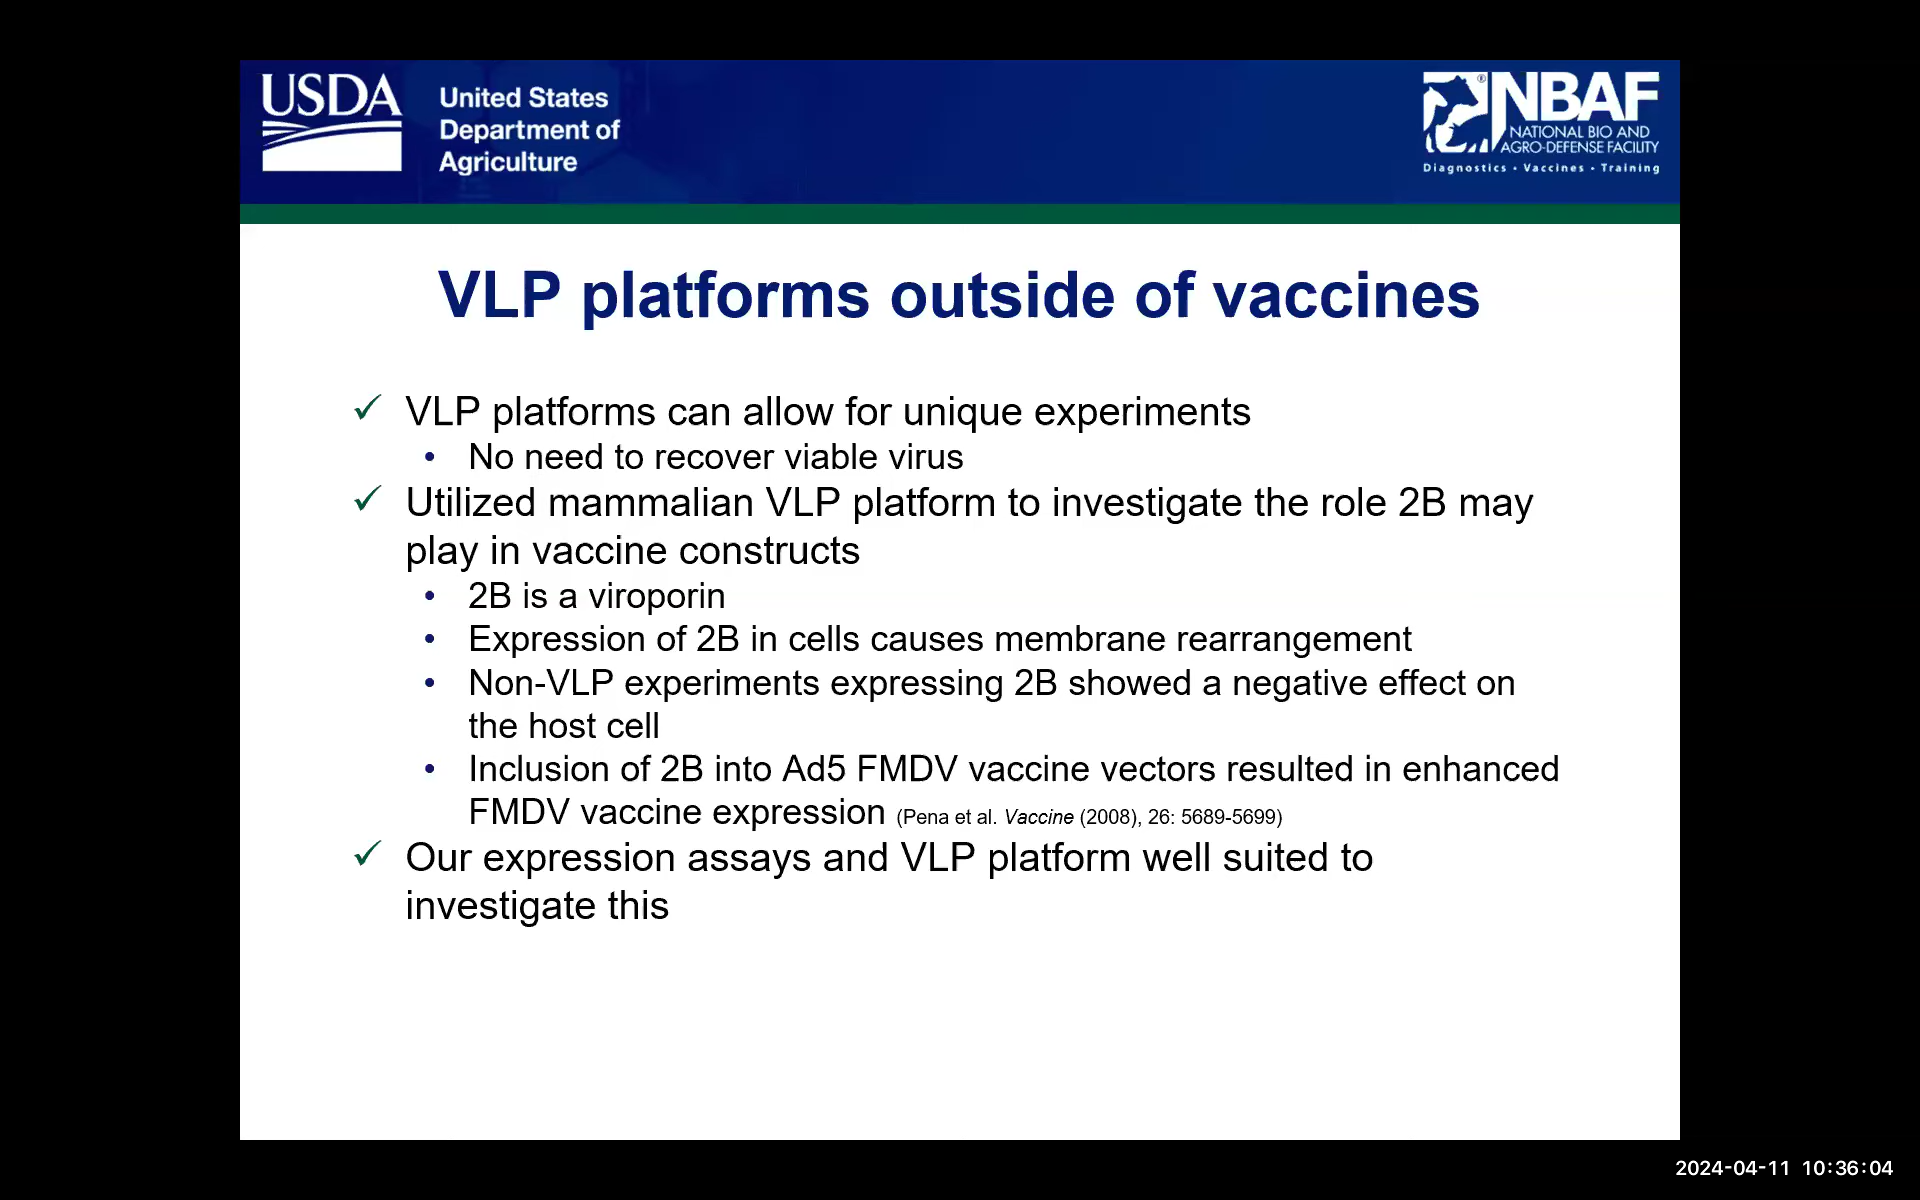 USDA
United States
Department of
Agriculture
®
NBAF
NATIONAL BIO AND
AGRO-DEFENSE FACILITY
Diagnostics • Vaccines • Training
VLP platforms outside of vaccines
✓ VLP platforms can allow for unique experiments
• No need to recover viable virus
✓ Utilized mammalian VLP platform to investigate the role 2B may
play in vaccine constructs
• 2B is a viroporin
• Expression of 2B in cells causes membrane rearrangement
• Non-VLP experiments expressing 2B showed a negative effect on
the host cell
• Inclusion of 2B into Ad5 FMDV vaccine vectors resulted in enhanced
FMDV vaccine expression (Pena et al. Vaccine (2008), 26: 5689-5699)
✓ Our expression assays and VLP platform well suited to
investigate this
2024-04-11 10:36:04